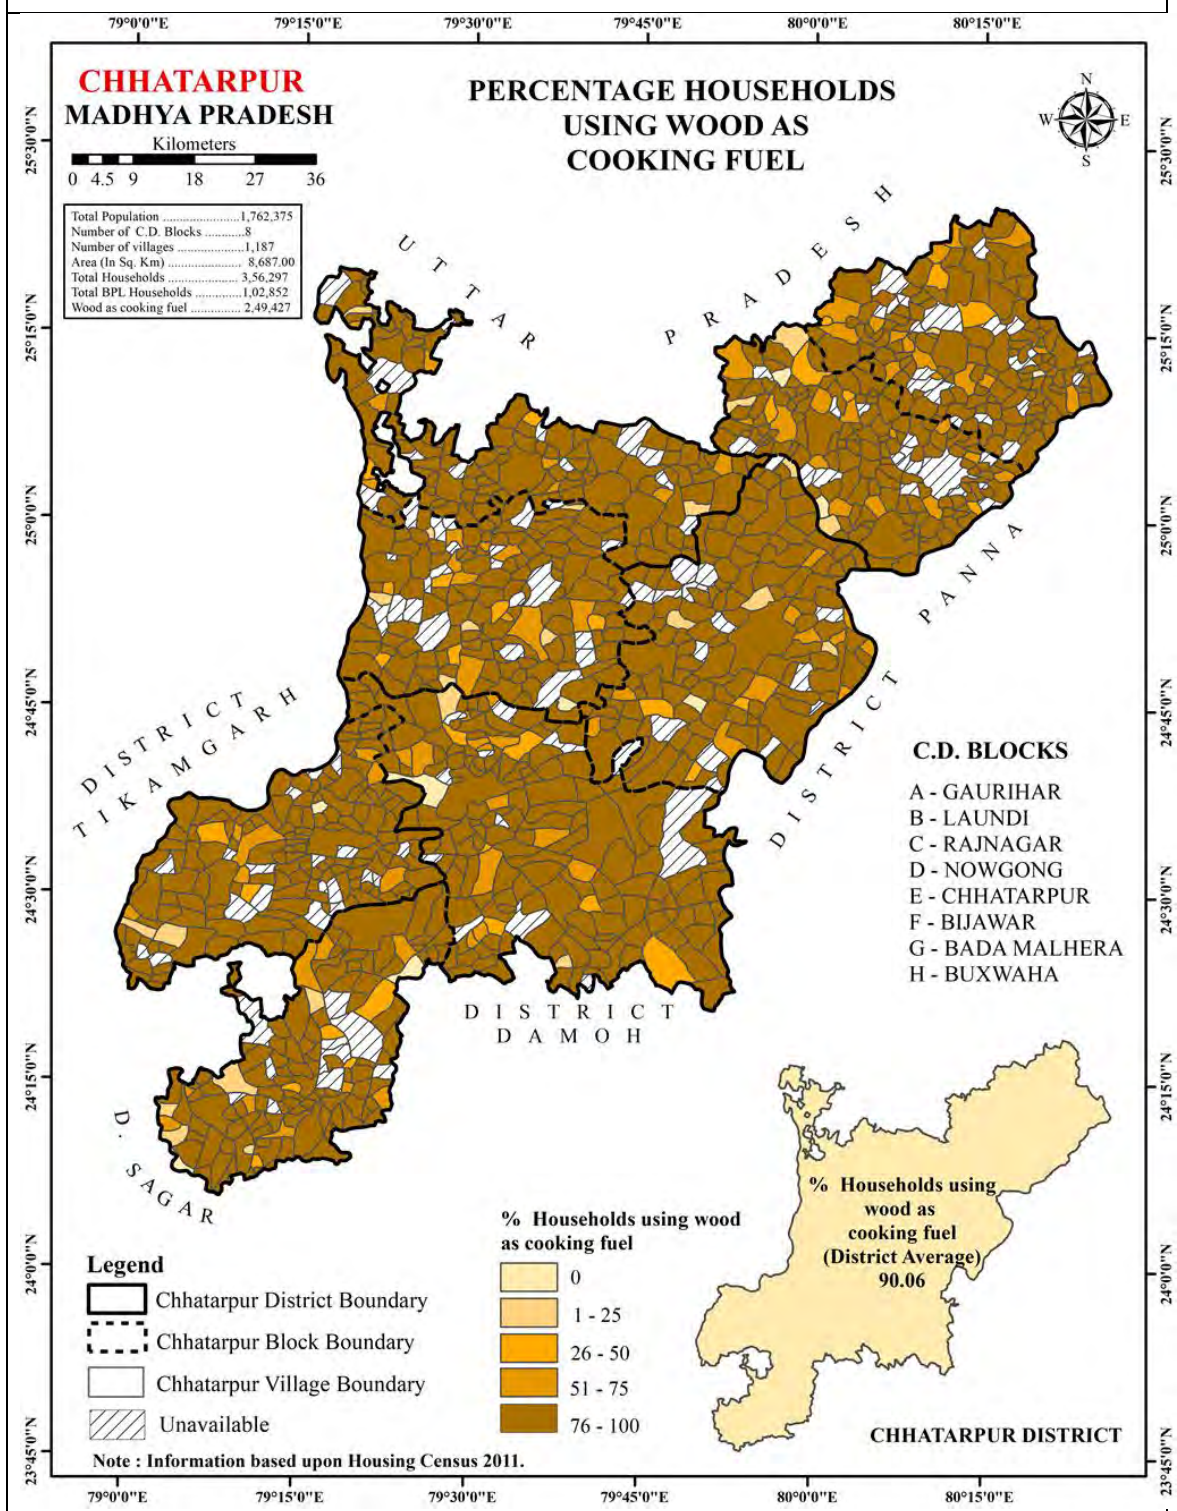 79°0'0"E 79°15'0"E 79°30'0"E 79°45'0"E 80°0'0"E 80°15'0"E
CHHATARPUR
MADHYA PRADESH
Kilometers
0 4.5 9 18 27 36
PERCENTAGE HOUSEHOLDS
USING WOOD AS
COOKING FUEL
N
W E
S
Total Population ........................1,762,375
Number of C.D. Blocks ............8
Number of villages ....................1,187
Area (In Sq. Km) ....................... 8,687.00
Total Households ...................... 3,56,297
Total BPL Households .............1,02,852
Wood as cooking fuel ................ 2,49,427
25°30'0"N
25°15'0"N
25°0'0"N
24°45'0"N
24°30'0"N
24°15'0"N
24°0'0"N
23°45'0"N
25°30'0"N
25°15'0"N
25°0'0"N
24°45'0"N
24°30'0"N
24°15'0"N
24°0'0"N
23°45'0"N
UTTAR PRADESH
DISTRICT PANNA
DISTRICT
TIKAMGARH
DISTRICT
DAMOH
D. SAGAR
C.D. BLOCKS
A - GAURIHAR
B - LAUNDI
C - RAJNAGAR
D - NOWGONG
E - CHHATARPUR
F - BIJAWAR
G - BADA MALHERA
H - BUXWAHA
% Households using
wood as
cooking fuel
(District Average)
90.06
CHHATARPUR DISTRICT
% Households using wood
as cooking fuel
0
1 - 25
26 - 50
51 - 75
76 - 100
Legend
Chhatarpur District Boundary
Chhatarpur Block Boundary
Chhatarpur Village Boundary
Unavailable
Note : Information based upon Housing Census 2011.
79°0'0"E 79°15'0"E 79°30'0"E 79°45'0"E 80°0'0"E 80°15'0"E